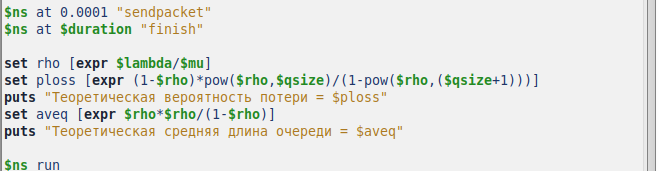 $ns at 0.0001 "sendpacket"
$ns at $duration "finish"
set rho [expr $lambda/$mu]
set ploss [expr (1-$rho)*pow($rho,$qsize)/(1-pow($rho,($qsize+1)))]
puts "Теоретическая вероятность потери = $ploss"
set aveq [expr $rho*$rho/(1-$rho)]
puts "Теоретическая средняя длина очереди = $aveq"
$ns run